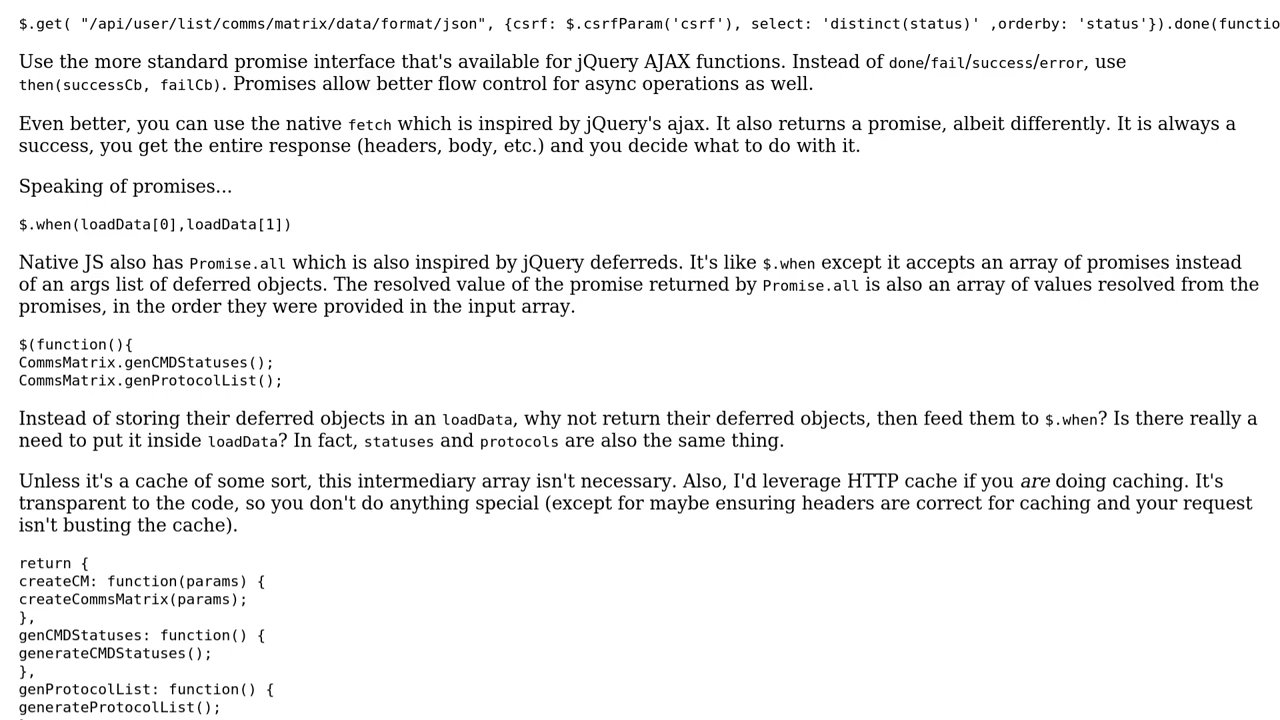 $.get( "/api/user/list/comms/matrix/data/format/json", {csrf: $.csrfParam('csrf'), select: 'distinct(status)' ,orderby: 'status'}).done(functio
Use the more standard promise interface that's available for jQuery AJAX functions. Instead of done/fail/success/error, use
then(successCb, failCb). Promises allow better flow control for async operations as well.
Even better, you can use the native fetch which is inspired by jQuery's ajax. It also returns a promise, albeit differently. It is always a
success, you get the entire response (headers, body, etc.) and you decide what to do with it.
Speaking of promises...
$.when(loadData[0],loadData[1])
Native JS also has Promise.all which is also inspired by jQuery deferreds. It's like $.when except it accepts an array of promises instead
of an args list of deferred objects. The resolved value of the promise returned by Promise.all is also an array of values resolved from the
promises, in the order they were provided in the input array.
$(function(){
CommsMatrix.genCMDStatuses();
CommsMatrix.genProtocolList();
Instead of storing their deferred objects in an loadData, why not return their deferred objects, then feed them to $.when? Is there really a
need to put it inside loadData? In fact, statuses and protocols are also the same thing.
Unless it's a cache of some sort, this intermediary array isn't necessary. Also, I'd leverage HTTP cache if you are doing caching. It's
transparent to the code, so you don't do anything special (except for maybe ensuring headers are correct for caching and your request
isn't busting the cache).
return {
createCM: function(params) {
createCommsMatrix(params);
},
genCMDStatuses: function() {
generateCMDStatuses();
},
genProtocolList: function() {
generateProtocolList();